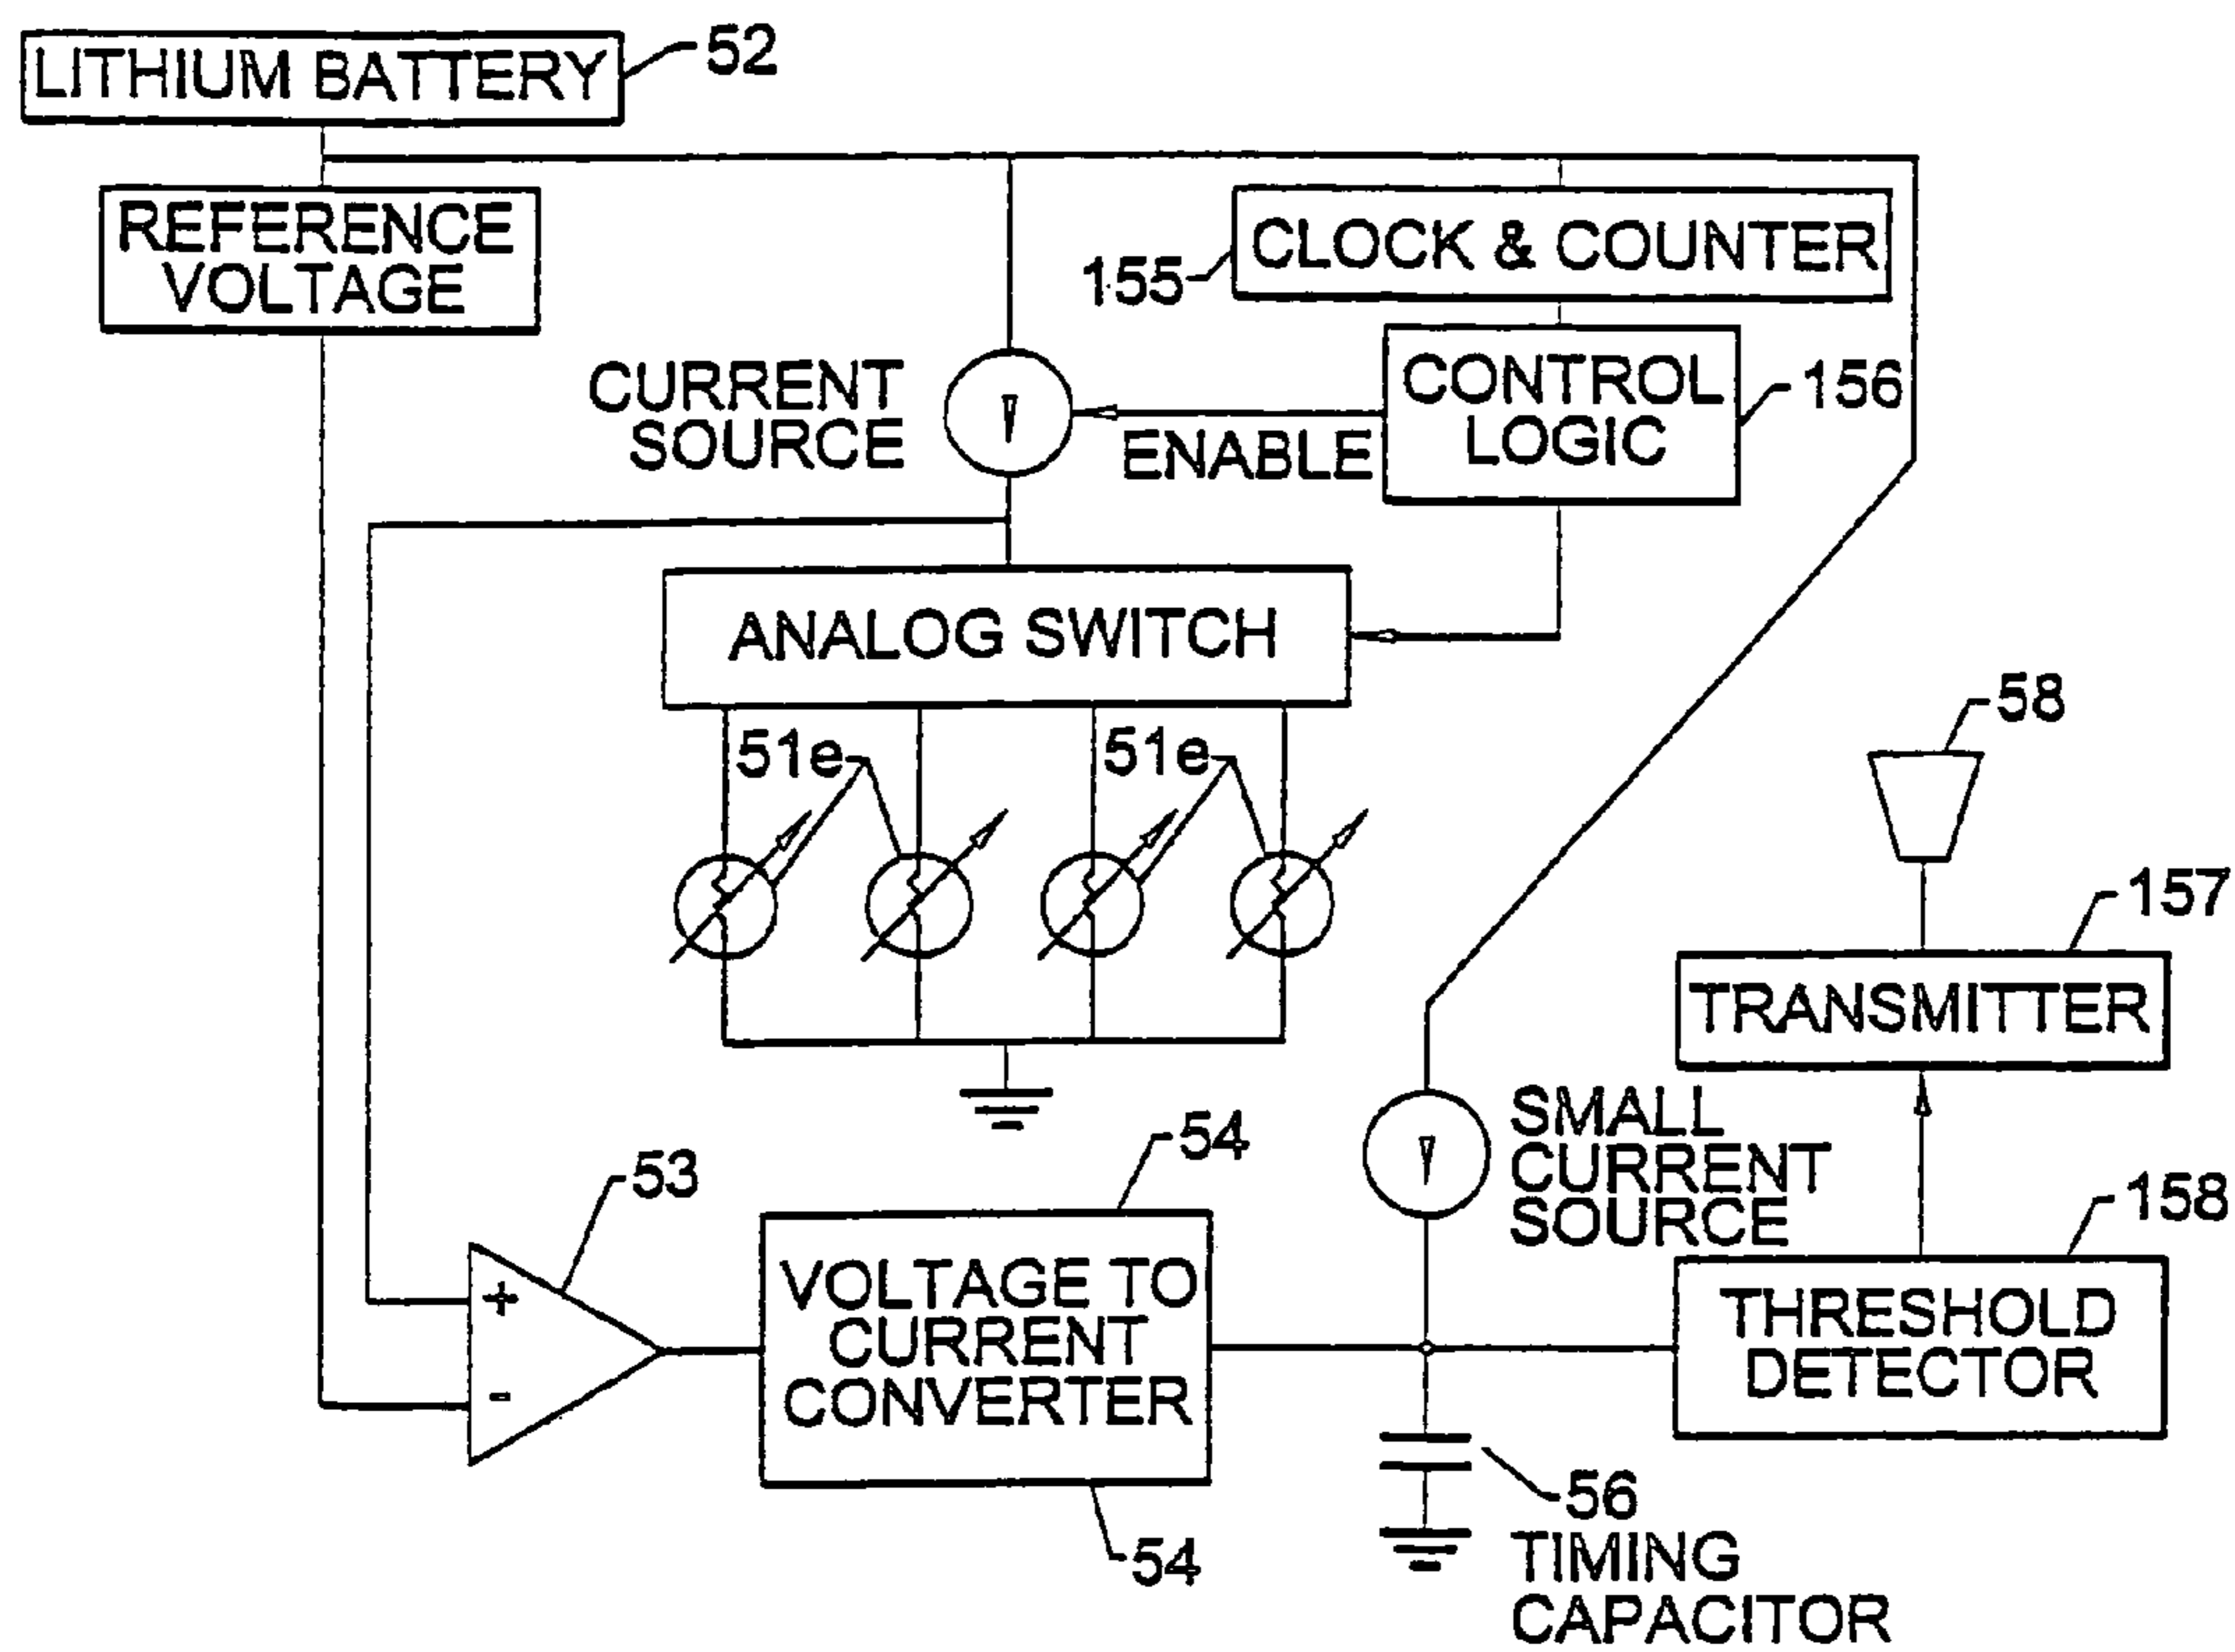 LITHIUM BATTERY
52
REFERENCE
VOLTAGE
155
CLOCK & COUNTER
CURRENT
SOURCE
ENABLE
CONTROL
LOGIC
156
ANALOG SWITCH
51e
51e
58
157
TRANSMITTER
SMALL
CURRENT
SOURCE
158
THRESHOLD
DETECTOR
53
+
-
54
VOLTAGE TO
CURRENT
CONVERTER
54
56
TIMING
CAPACITOR